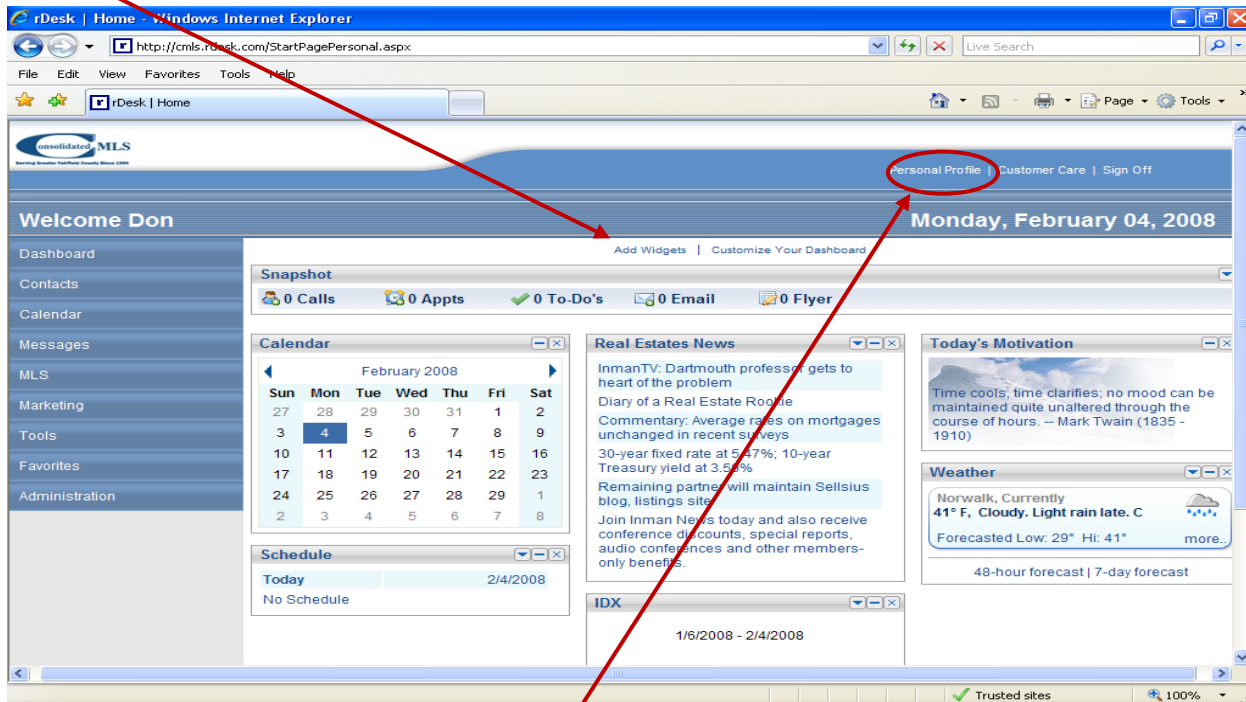 rDesk | Home - Windows Internet Explorer
http://cmls.rdesk.com/StartPagePersonal.aspx
Live Search
File Edit View Favorites Tools Help
rDesk | Home
Page
Tools
Consolidated MLS
Serving Greater Fairfield County Since 1995
Personal Profile | Customer Care | Sign Off
Welcome Don
Monday, February 04, 2008
Dashboard
Contacts
Calendar
Messages
MLS
Marketing
Tools
Favorites
Administration
Add Widgets | Customize Your Dashboard
Snapshot
0 Calls 0 Appts 0 To-Do's 0 Email 0 Flyer
Calendar
February 2008
Sun Mon Tue Wed Thu Fri Sat
27 28 29 30 31 1 2
3 4 5 6 7 8 9
10 11 12 13 14 15 16
17 18 19 20 21 22 23
24 25 26 27 28 29 1
2 3 4 5 6 7 8
Schedule
Today 2/4/2008
No Schedule
Real Estates News
InmanTV: Dartmouth professor gets to
heart of the problem
Diary of a Real Estate Rookie
Commentary: Average rates on mortgages
unchanged in recent surveys
30-year fixed rate at 5.47%; 10-year
Treasury yield at 3.59%
Remaining partner will maintain Sellsius
blog, listings site
Join Inman News today and also receive
conference discounts, special reports,
audio conferences and other members-
only benefits.
IDX
1/6/2008 - 2/4/2008
Today's Motivation
Time cools, time clarifies; no mood can be
maintained quite unaltered through the
course of hours. -- Mark Twain (1835 -
1910)
Weather
Norwalk, Currently
41° F, Cloudy. Light rain late. C
Forecasted Low: 29° Hi: 41°
more..
48-hour forecast | 7-day forecast
Trusted sites
100%